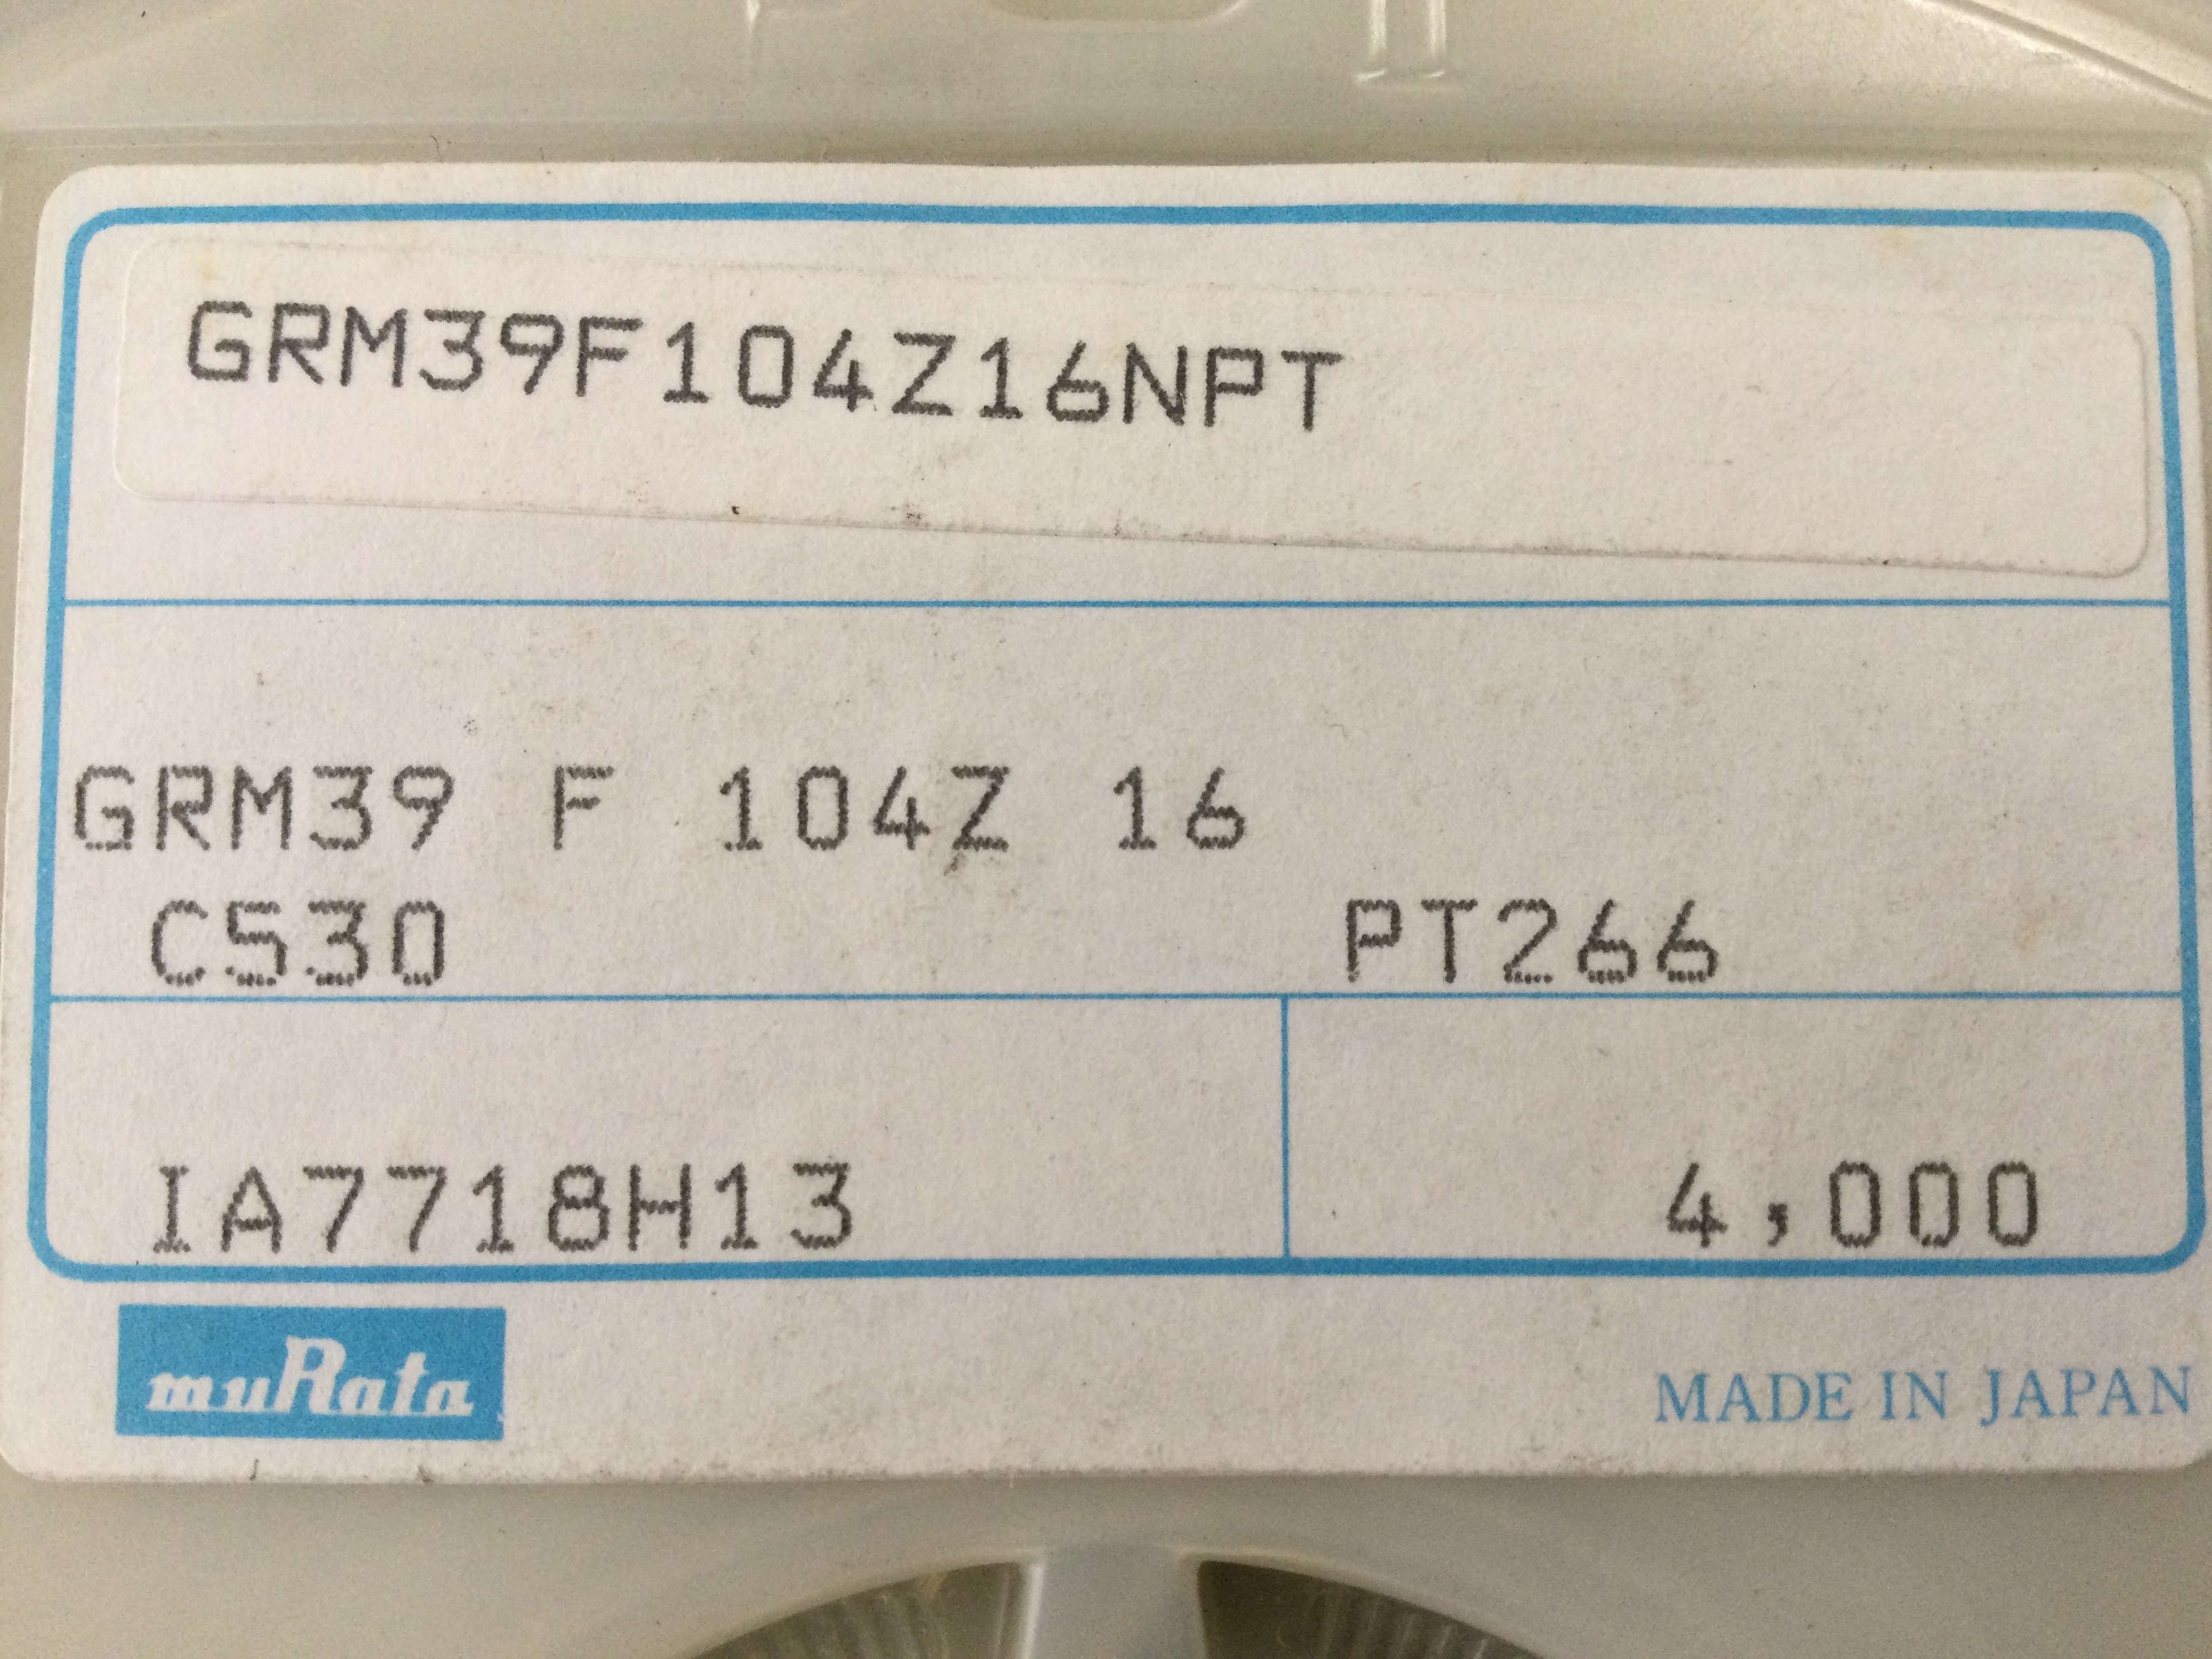 GRM39F104Z16NPT
GRM39 F 104Z 16
C530 PT266
IA7718H13 4,000
muRata MADE IN JAPAN